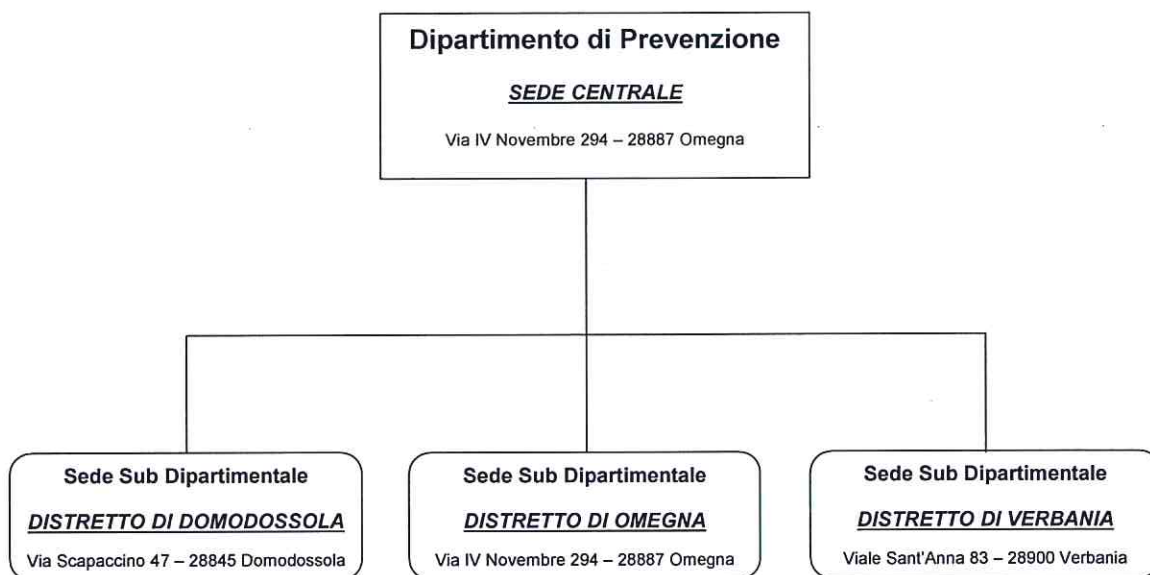 Dipartimento di Prevenzione
SEDE CENTRALE
Via IV Novembre 294 – 28887 Omegna
Sede Sub Dipartimentale
DISTRETTO DI DOMODOSSOLA
Via Scapaccino 47 – 28845 Domodossola
Sede Sub Dipartimentale
DISTRETTO DI OMEGNA
Via IV Novembre 294 – 28887 Omegna
Sede Sub Dipartimentale
DISTRETTO DI VERBANIA
Viale Sant'Anna 83 – 28900 Verbania